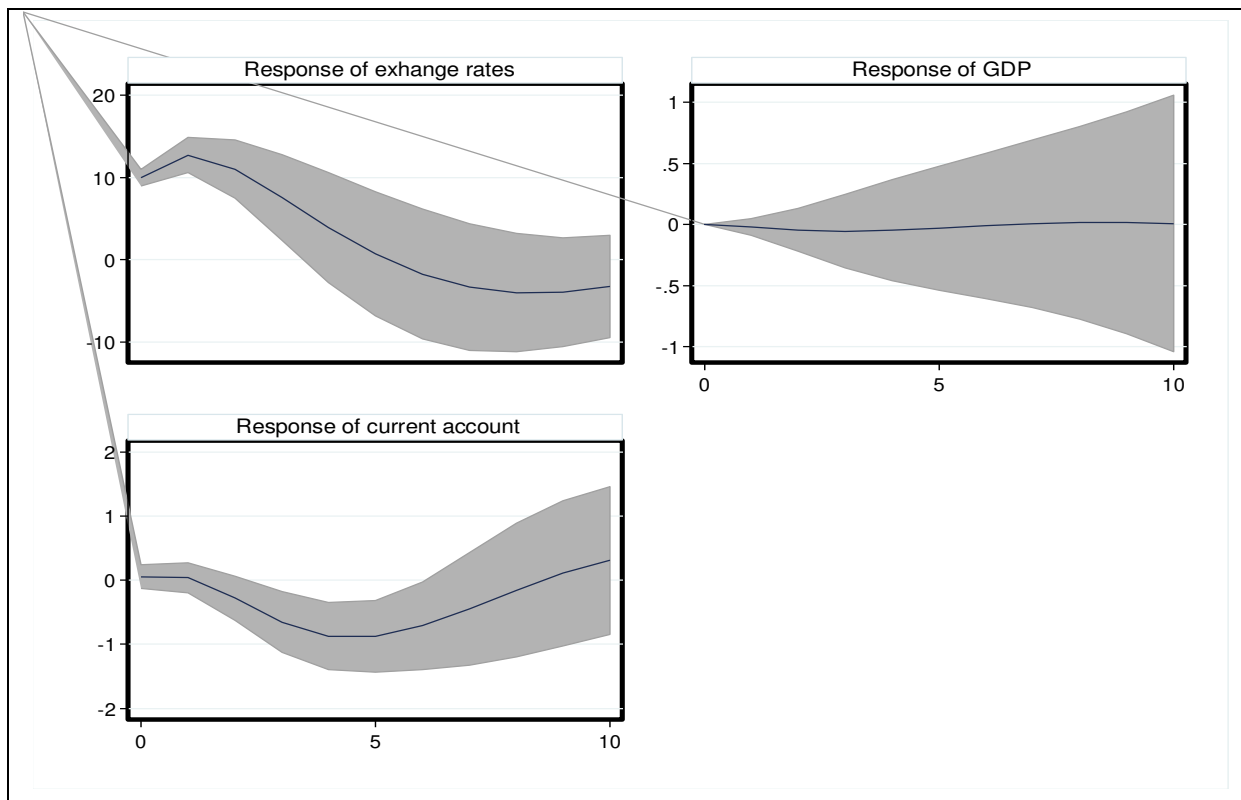 Response of exhange rates
20
10
0
-10
Response of GDP
1
.5
0
-.5
-1
0 5 10
Response of current account
2
1
0
-1
-2
0 5 10